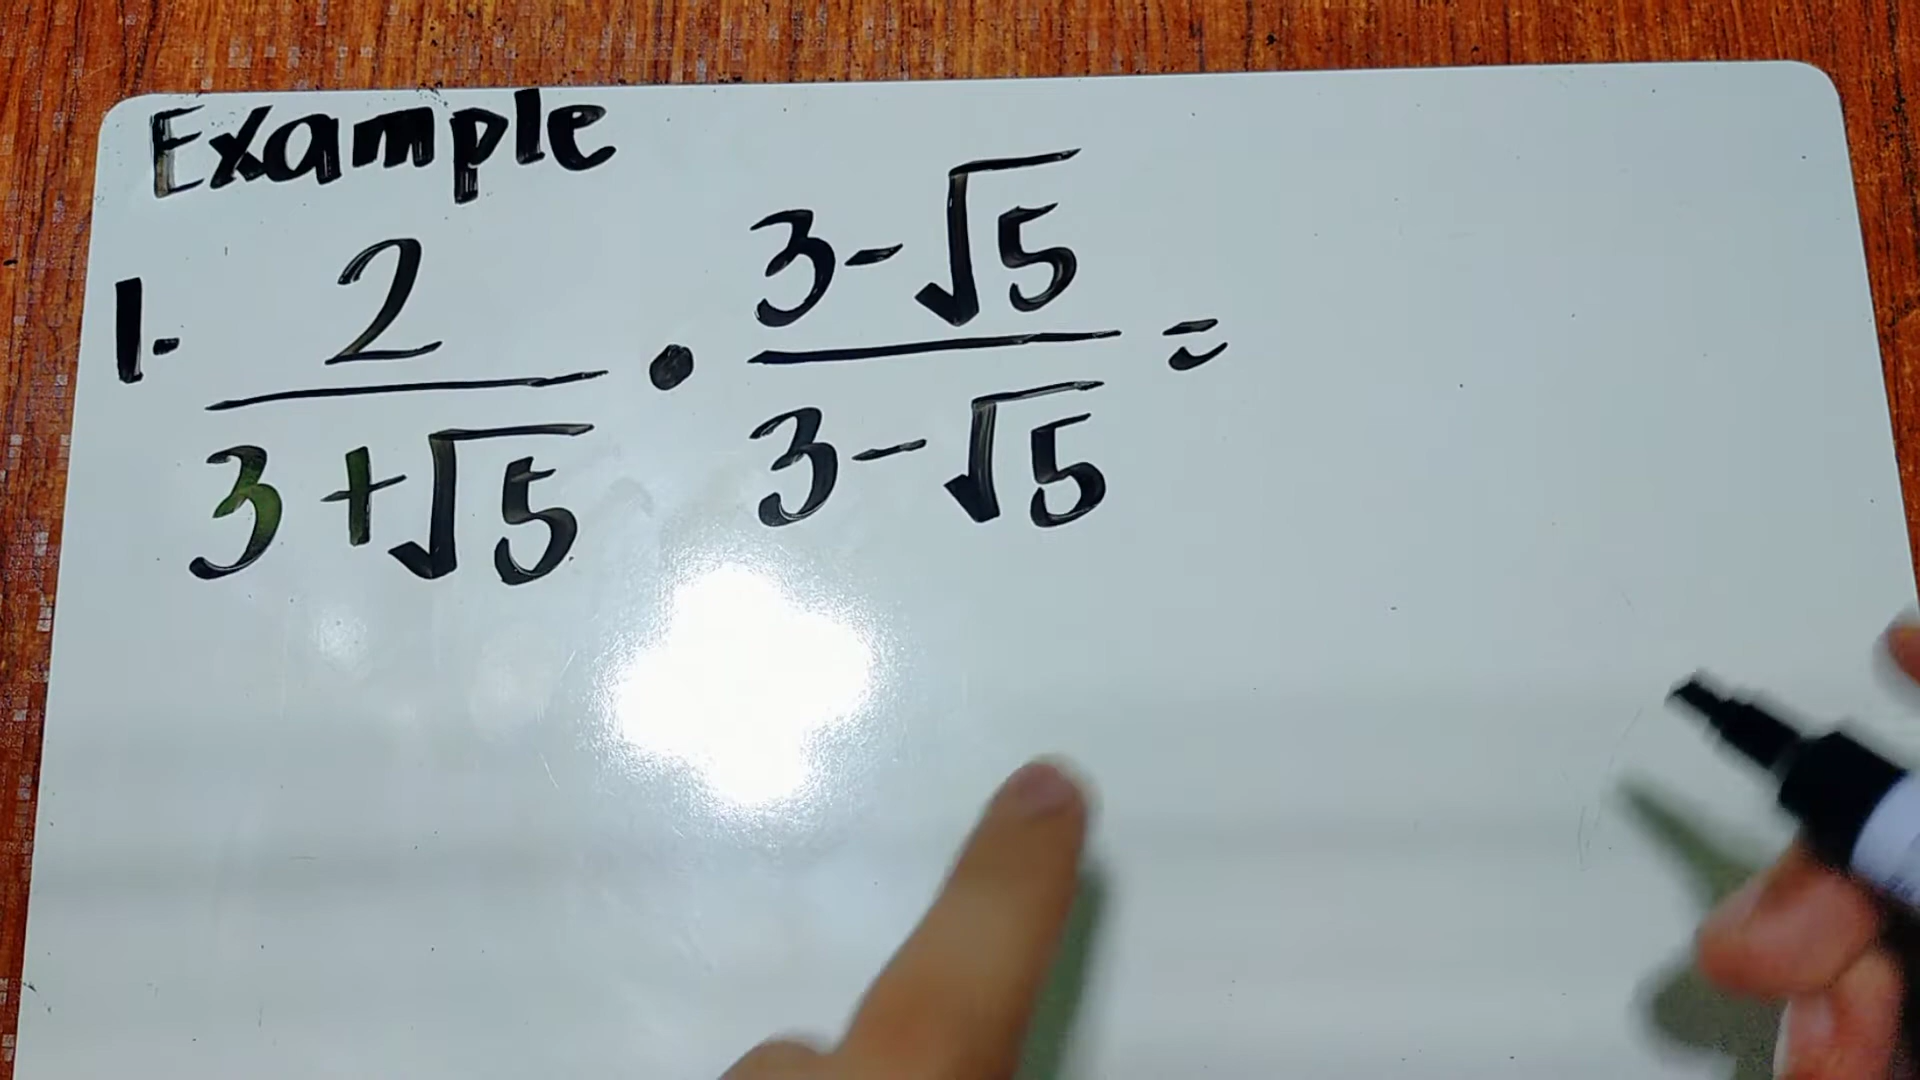 Example
1. 2/(3+√5) • (3-√5)/(3-√5) =